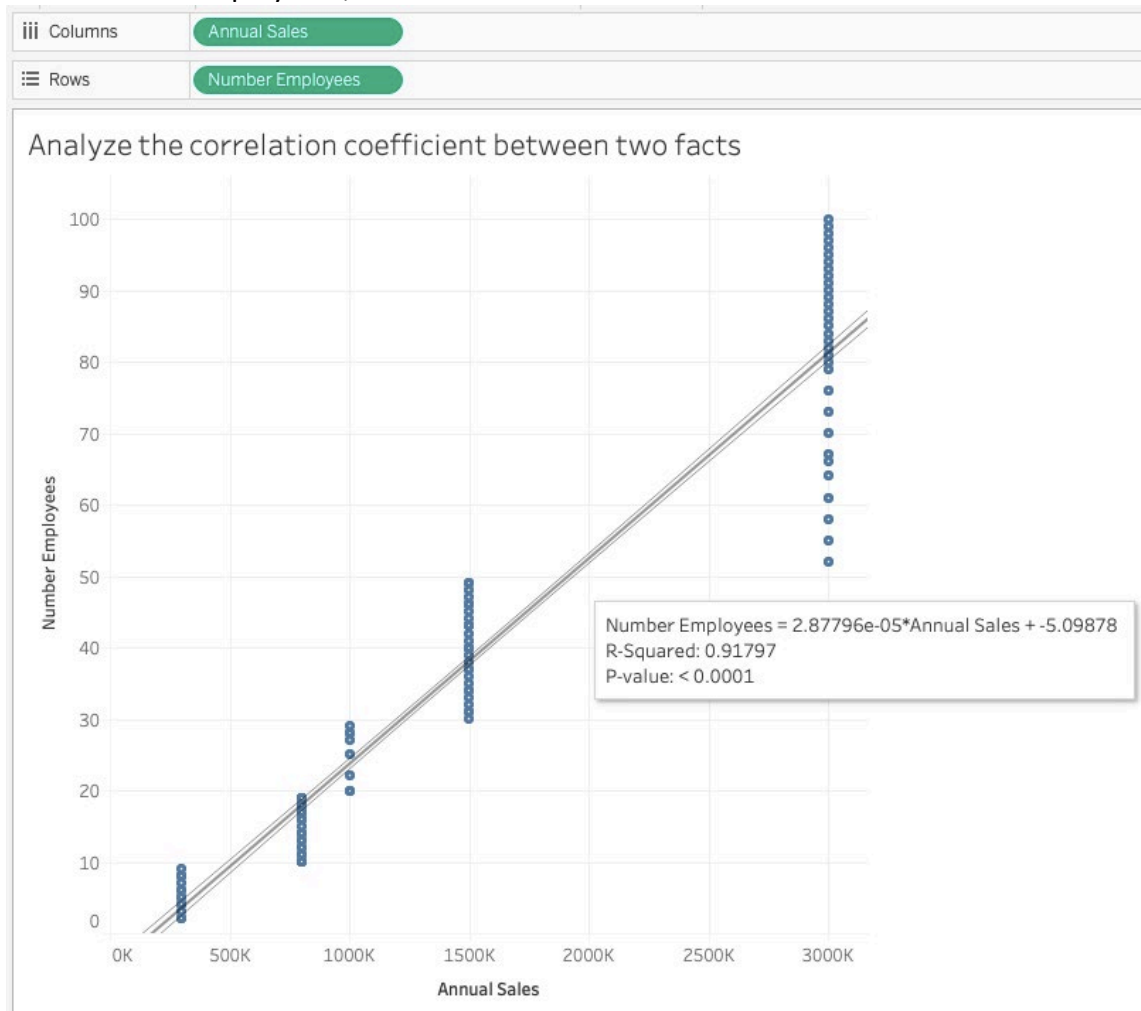 Columns
Annual Sales
Rows
Number Employees
Analyze the correlation coefficient between two facts
100
90
80
70
60
50
40
30
20
10
0
Number Employees
Number Employees = 2.87796e-05*Annual Sales + -5.09878
R-Squared: 0.91797
P-value: < 0.0001
0K 500K 1000K 1500K 2000K 2500K 3000K
Annual Sales